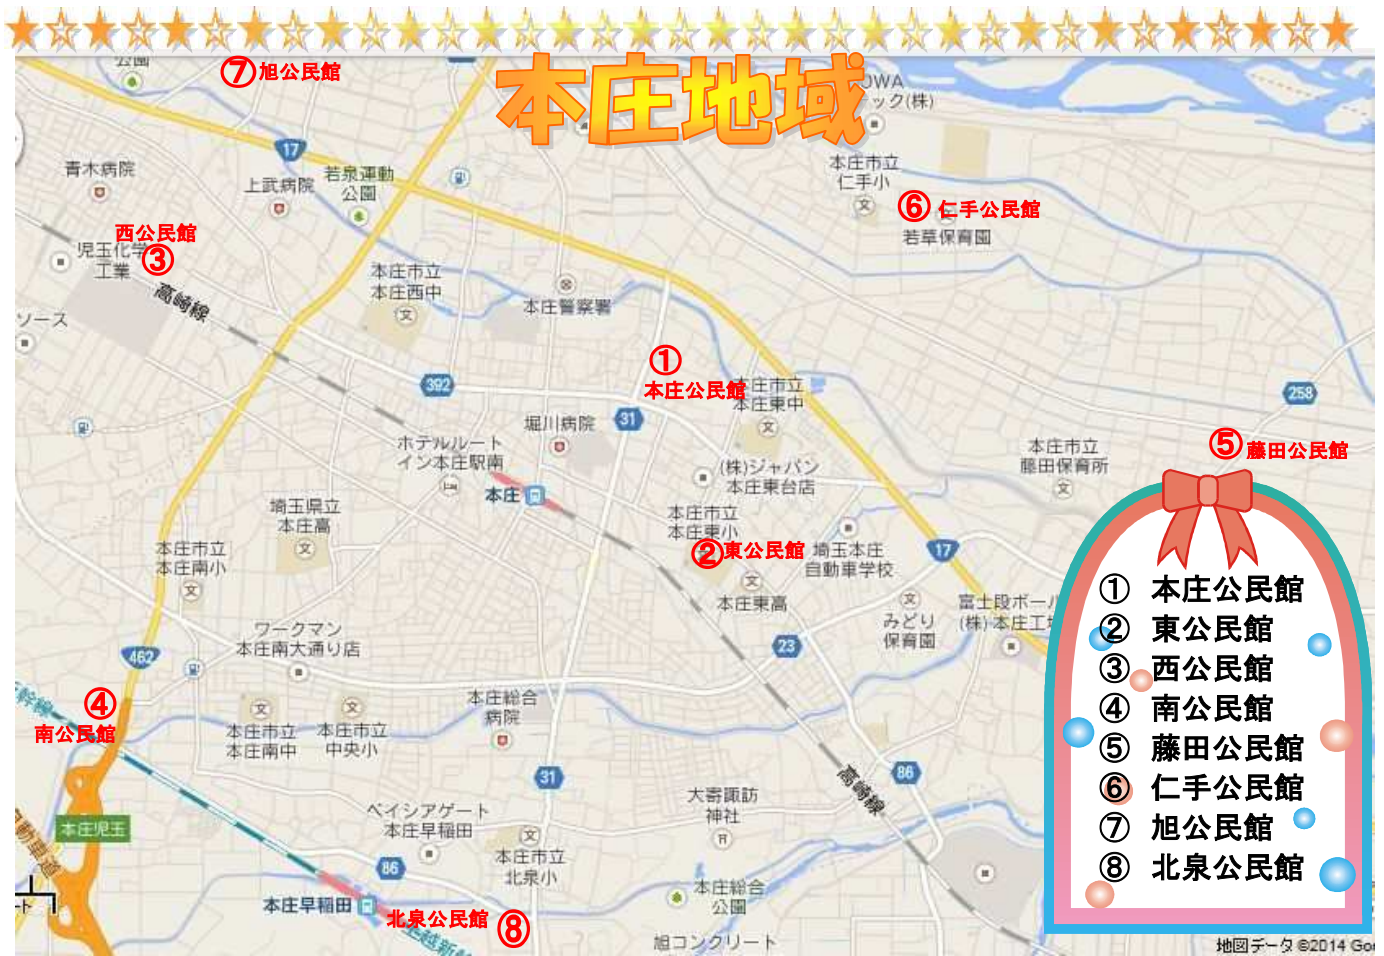 本庄地域
公園
⑦旭公民館
ック(株)
17
青木病院
上武病院
若泉運動
公園
本庄市立
仁手小
⑥ 仁手公民館
若草保育園
西公民館
③
児玉化学
工業
高崎線
本庄市立
本庄西中
本庄警察署
ソース
①
本庄公民館
392
31
本庄市立
本庄東中
258
堀川病院
ホテルルート
イン本庄駅南
本庄
(株)ジャパン
本庄東台店
本庄市立
藤田保育所
⑤ 藤田公民館
埼玉県立
本庄高
本庄市立
本庄東小
②東公民館
埼玉本庄
自動車学校
17
本庄市立
本庄南小
本庄東高
みどり
保育園
富士段ボー
(株) 本庄工
ワークマン
本庄南大通り店
462
23
④
南公民館
幹線
本庄市立
本庄南中
本庄市立
中央小
本庄総合
病院
31
86
高崎線
大寄諏訪
神社
ベイシアゲート
本庄早稲田
本庄児玉
動車道
86
本庄市立
北泉小
本庄早稲田
北泉公民館 ⑧
上越新幹
本庄総合
公園
旭コンクリート
① 本庄公民館
② 東公民館
③ 西公民館
④ 南公民館
⑤ 藤田公民館
⑥ 仁手公民館
⑦ 旭公民館
⑧ 北泉公民館
地図データ ©2014 Goo